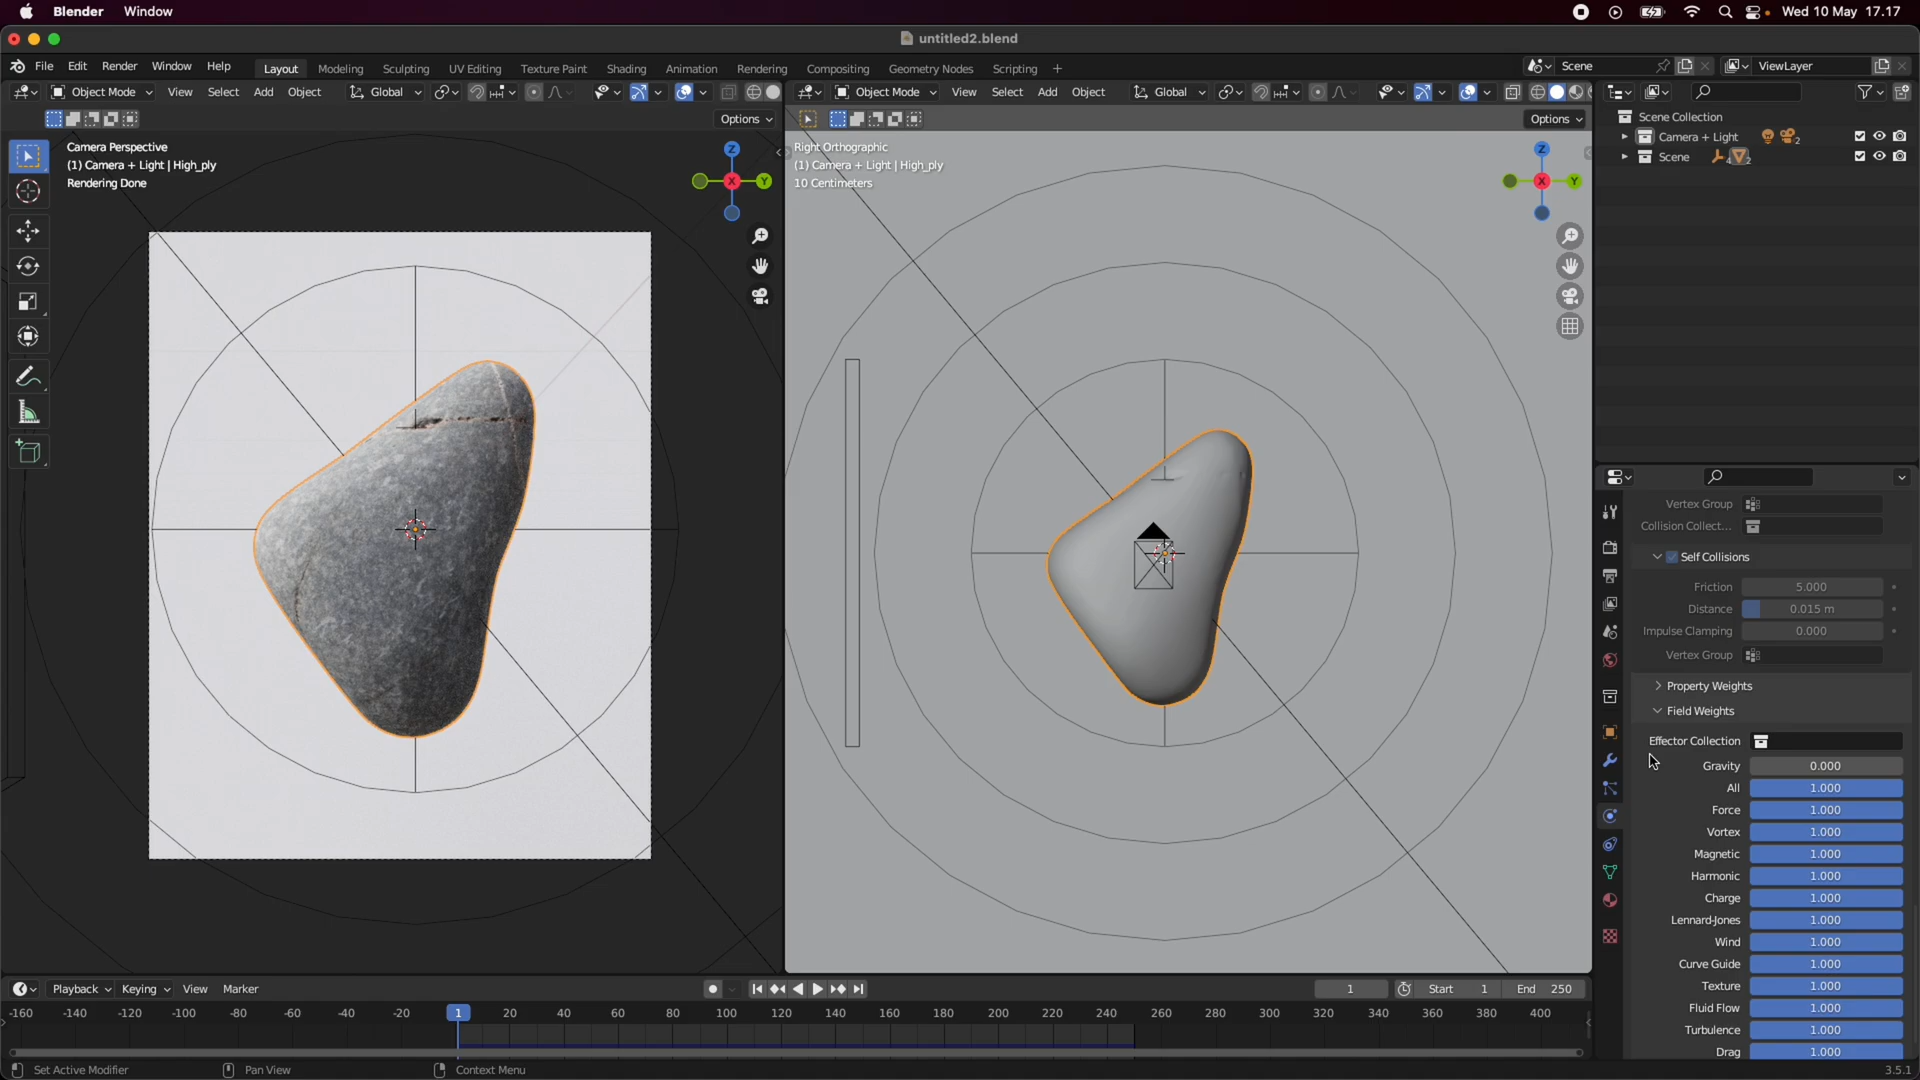 Blender Window Wed 10 May 17.17
untitled2.blend
File Edit Render Window Help Layout Modeling Sculpting UV Editing Texture Paint Shading Animation Rendering Compositing Geometry Nodes Scripting + Scene ViewLayer
Object Mode View Select Add Object Global Object Mode View Select Add Object Global
Options Options
Camera Perspective
(1) Camera + Light | High_ply
Rendering Done
Z
X
Y
Right Orthographic
(1) Camera + Light | High_ply
10 Centimeters
Z
X
Y
Scene Collection
Camera + Light 2
Scene 4 2
Vertex Group
Collision Collect...
Self Collisions
Friction 5.000
Distance 0.015 m
Impulse Clamping 0.000
Vertex Group
Property Weights
Field Weights
Effector Collection
Gravity 0.000
All 1.000
Force 1.000
Vortex 1.000
Magnetic 1.000
Harmonic 1.000
Charge 1.000
Lennard-Jones 1.000
Wind 1.000
Curve Guide 1.000
Texture 1.000
Fluid Flow 1.000
Turbulence 1.000
Drag 1.000
Playback Keying View Marker 1 Start 1 End 250
-160 -140 -120 -100 -80 -60 -40 -20 1 20 40 60 80 100 120 140 160 180 200 220 240 260 280 300 320 340 360 380 400
Set Active Modifier Pan View Context Menu 3.5.1